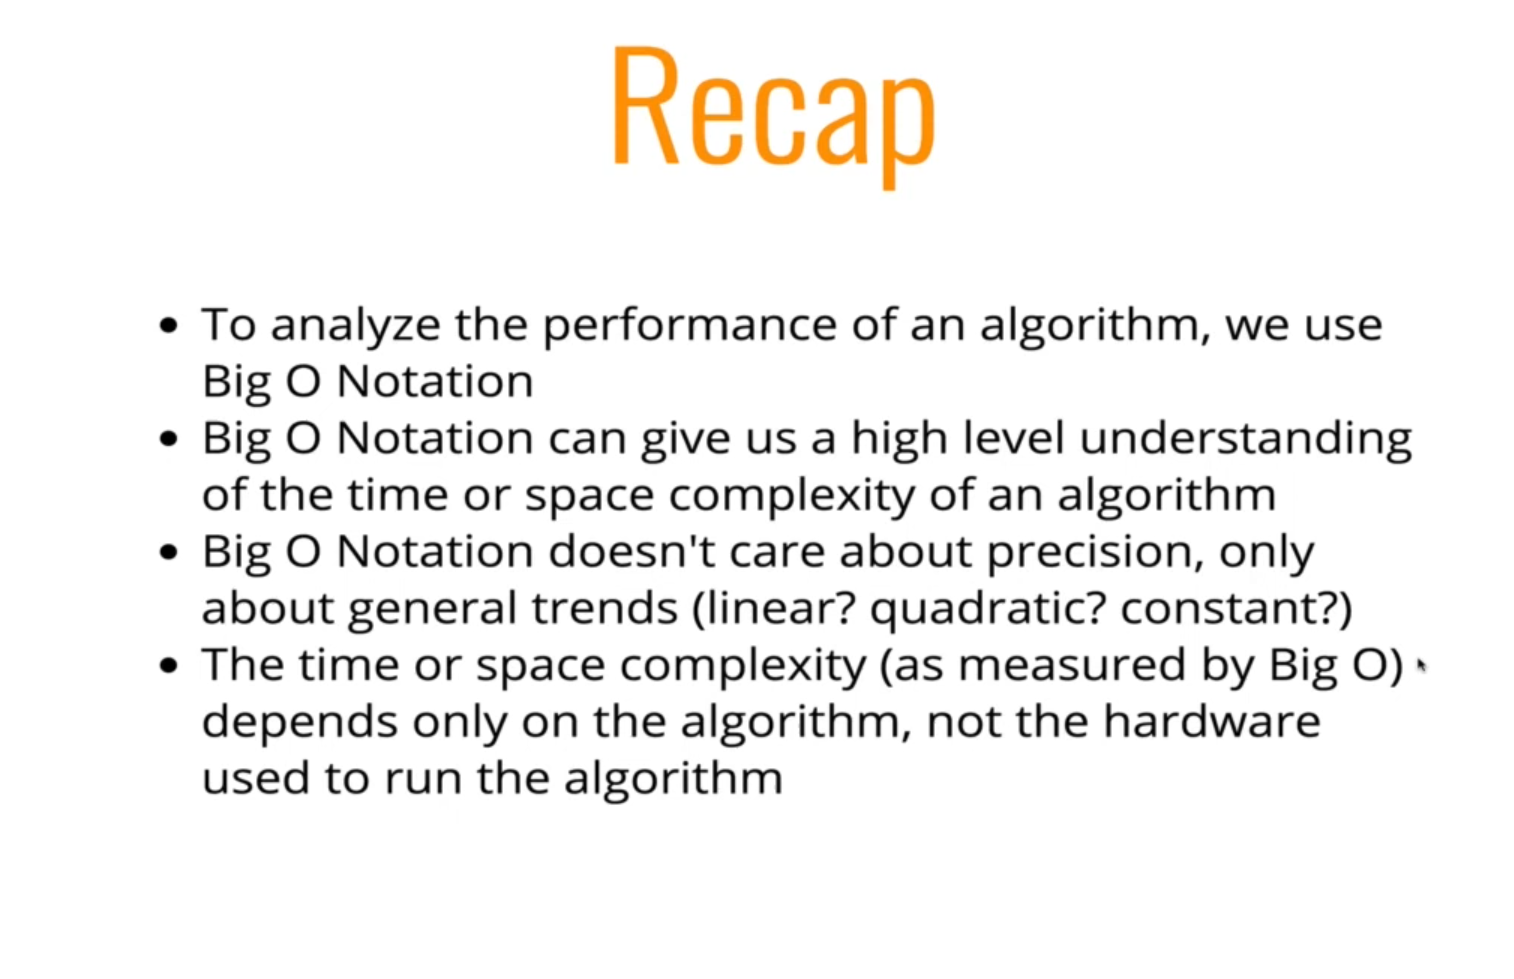 Recap
• To analyze the performance of an algorithm, we use
Big O Notation
• Big O Notation can give us a high level understanding
of the time or space complexity of an algorithm
• Big O Notation doesn't care about precision, only
about general trends (linear? quadratic? constant?)
• The time or space complexity (as measured by Big O)
depends only on the algorithm, not the hardware
used to run the algorithm